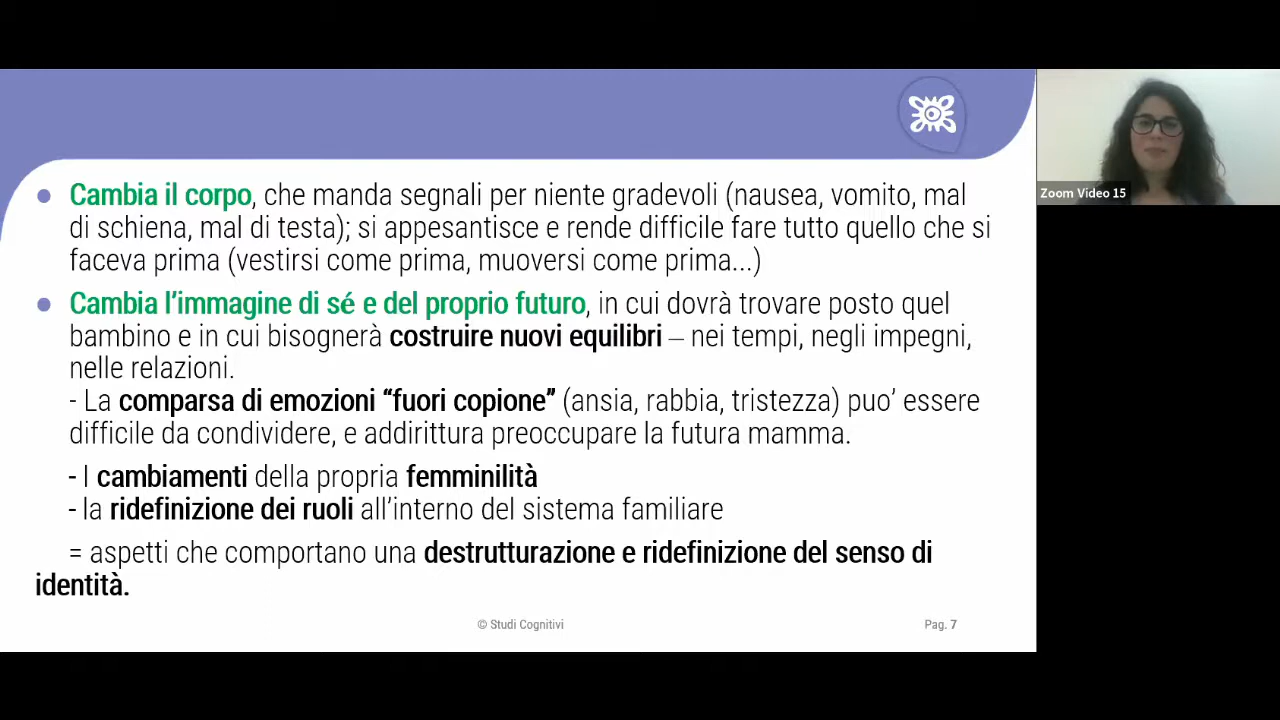 ● Cambia il corpo, che manda segnali per niente gradevoli (nausea, vomito, mal
di schiena, mal di testa); si appesantisce e rende difficile fare tutto quello che si
faceva prima (vestirsi come prima, muoversi come prima...)
● Cambia l’immagine di sé e del proprio futuro, in cui dovrà trovare posto quel
bambino e in cui bisognerà costruire nuovi equilibri – nei tempi, negli impegni,
nelle relazioni.
- La comparsa di emozioni “fuori copione” (ansia, rabbia, tristezza) puo’ essere
difficile da condividere, e addirittura preoccupare la futura mamma.
- I cambiamenti della propria femminilità
- la ridefinizione dei ruoli all’interno del sistema familiare
= aspetti che comportano una destrutturazione e ridefinizione del senso di
identità.
© Studi Cognitivi
Pag. 7
Zoom Video 15